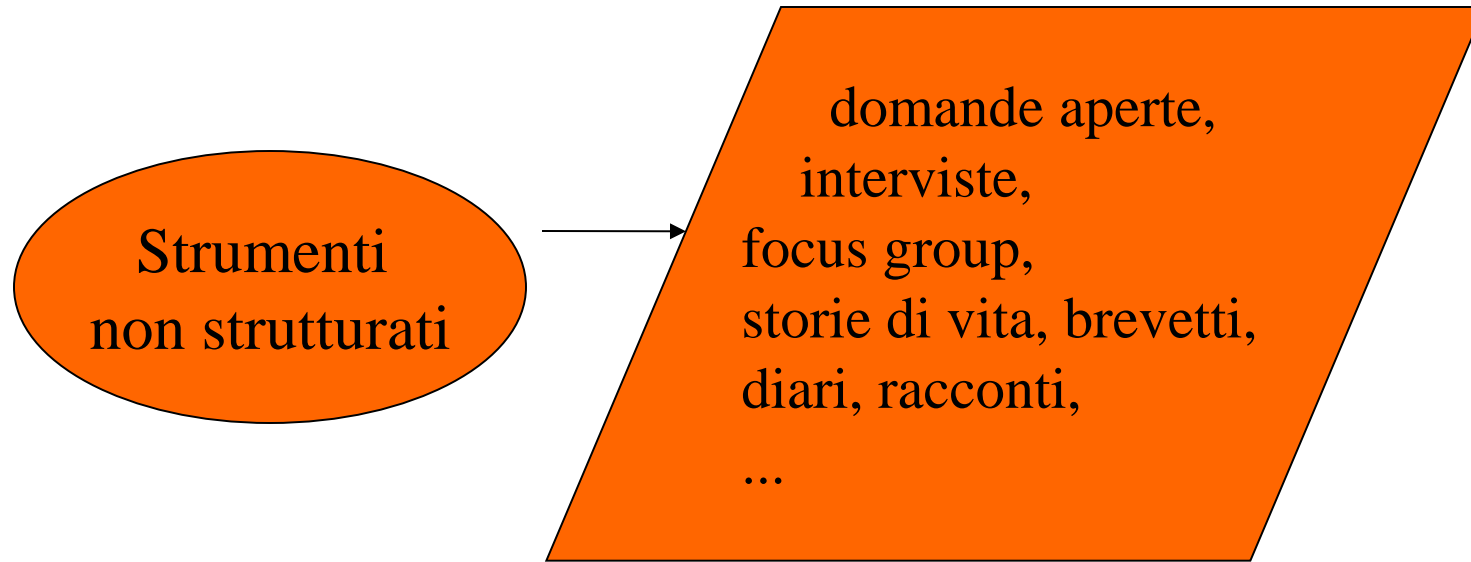 Strumenti
non strutturati
domande aperte,
interviste,
focus group,
storie di vita, brevetti,
diari, racconti,
...